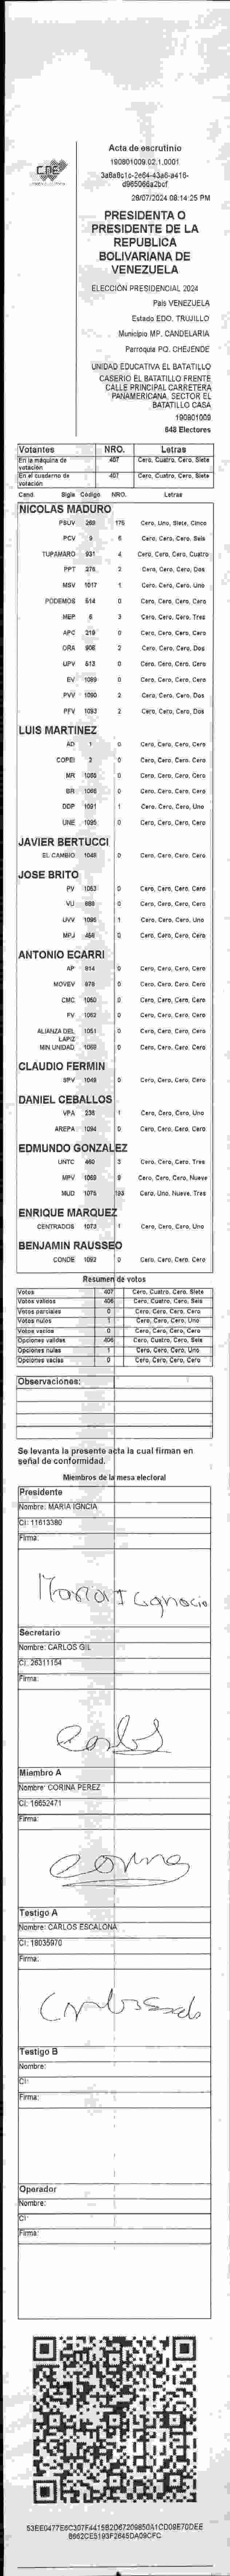 CNE
Acta de escrutinio
190801009.02.1.0001
28/07/2024 08:14:25 PM
PRESIDENTA O
PRESIDENTE DE LA
REPUBLICA
BOLIVARIANA DE
VENEZUELA
ELECCIÓN PRESIDENCIAL 2024
País VENEZUELA
Estado EDO. TRUJILLO
Municipio MP. CANDELARIA
Parroquia PQ. CHEJENDE
UNIDAD EDUCATIVA EL BATATILLO
CASERIO EL BATATILLO FRENTE
CALLE PRINCIPAL CARRETERA
PANAMERICANA, SECTOR EL
BATATILLO CASA
190801009
848 Electores
Votantes NRO. Letras
En la máquina de votación 407 Cero, Cuatro, Cero, Siete
En el cuaderno de votación 407 Cero, Cuatro, Cero, Siete
Cand. Sigla Código NRO. Letras
NICOLAS MADURO
PSUV 269 175 Cero, Uno, Siete, Cinco
PCV 9 6 Cero, Cero, Cero, Seis
TUPAMARO 931 4 Cero, Cero, Cero, Cuatro
PPT 276 2 Cero, Cero, Cero, Dos
MSV 1017 1 Cero, Cero, Cero, Uno
PODEMOS 514 0 Cero, Cero, Cero, Cero
MEP 6 3 Cero, Cero, Cero, Tres
APC 219 0 Cero, Cero, Cero, Cero
ORA 906 2 Cero, Cero, Cero, Dos
UPV 513 0 Cero, Cero, Cero, Cero
EV 1089 0 Cero, Cero, Cero, Cero
PVV 1090 2 Cero, Cero, Cero, Dos
PFV 1093 2 Cero, Cero, Cero, Dos
LUIS MARTINEZ
AD 1 0 Cero, Cero, Cero, Cero
COPEI 2 0 Cero, Cero, Cero, Cero
MR 1085 0 Cero, Cero, Cero, Cero
BR 1086 0 Cero, Cero, Cero, Cero
DDP 1091 1 Cero, Cero, Cero, Uno
UNE 1095 0 Cero, Cero, Cero, Cero
JAVIER BERTUCCI
EL CAMBIO 1048 0 Cero, Cero, Cero, Cero
JOSE BRITO
PV 1053 0 Cero, Cero, Cero, Cero
VU 889 0 Cero, Cero, Cero, Cero
UVV 1096 1 Cero, Cero, Cero, Uno
MPJ 458 0 Cero, Cero, Cero, Cero
ANTONIO ECARRI
AP 914 0 Cero, Cero, Cero, Cero
MOVEV 978 0 Cero, Cero, Cero, Cero
CMC 1050 0 Cero, Cero, Cero, Cero
FV 1052 0 Cero, Cero, Cero, Cero
ALIANZA DEL LAPIZ 1051 0 Cero, Cero, Cero, Cero
MIN UNIDAD 1069 0 Cero, Cero, Cero, Cero
CLAUDIO FERMIN
SPV 1049 0 Cero, Cero, Cero, Cero
DANIEL CEBALLOS
VPA 236 1 Cero, Cero, Cero, Uno
AREPA 1094 0 Cero, Cero, Cero, Cero
EDMUNDO GONZALEZ
UNTC 460 3 Cero, Cero, Cero, Tres
MPV 1069 9 Cero, Cero, Cero, Nueve
MUD 1075 193 Cero, Uno, Nueve, Tres
ENRIQUE MARQUEZ
CENTRADOS 1073 1 Cero, Cero, Cero, Uno
BENJAMIN RAUSSEO
CONDE 1092 0 Cero, Cero, Cero, Cero
Resumen de votos
Votos 407 Cero, Cuatro, Cero, Siete
Votos válidos 406 Cero, Cuatro, Cero, Seis
Votos parciales 0 Cero, Cero, Cero, Cero
Votos nulos 1 Cero, Cero, Cero, Uno
Votos vacíos 0 Cero, Cero, Cero, Cero
Opciones válidas 406 Cero, Cuatro, Cero, Seis
Opciones nulas 1 Cero, Cero, Cero, Uno
Opciones vacías 0 Cero, Cero, Cero, Cero
Observaciones:
Se levanta la presente acta la cual firman en
señal de conformidad.
Miembros de la mesa electoral
Presidente
Nombre: MARIA IGNCIA
CI: 11613380
Firma:
Maria Ignacio
Secretario
Nombre: CARLOS GIL
CI: 26311154
Firma:
Carlos
Miembro A
Nombre: CORINA PEREZ
CI: 16652471
Firma:
Corina
Testigo A
Nombre: CARLOS ESCALONA
CI: 18035970
Firma:
Testigo B
Nombre:
CI:
Firma:
Operador
Nombre:
CI:
Firma: